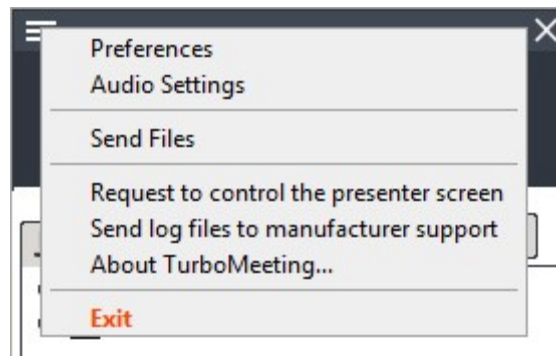 Preferences
Audio Settings
Send Files
Request to control the presenter screen
Send log files to manufacturer support
About TurboMeeting...
Exit